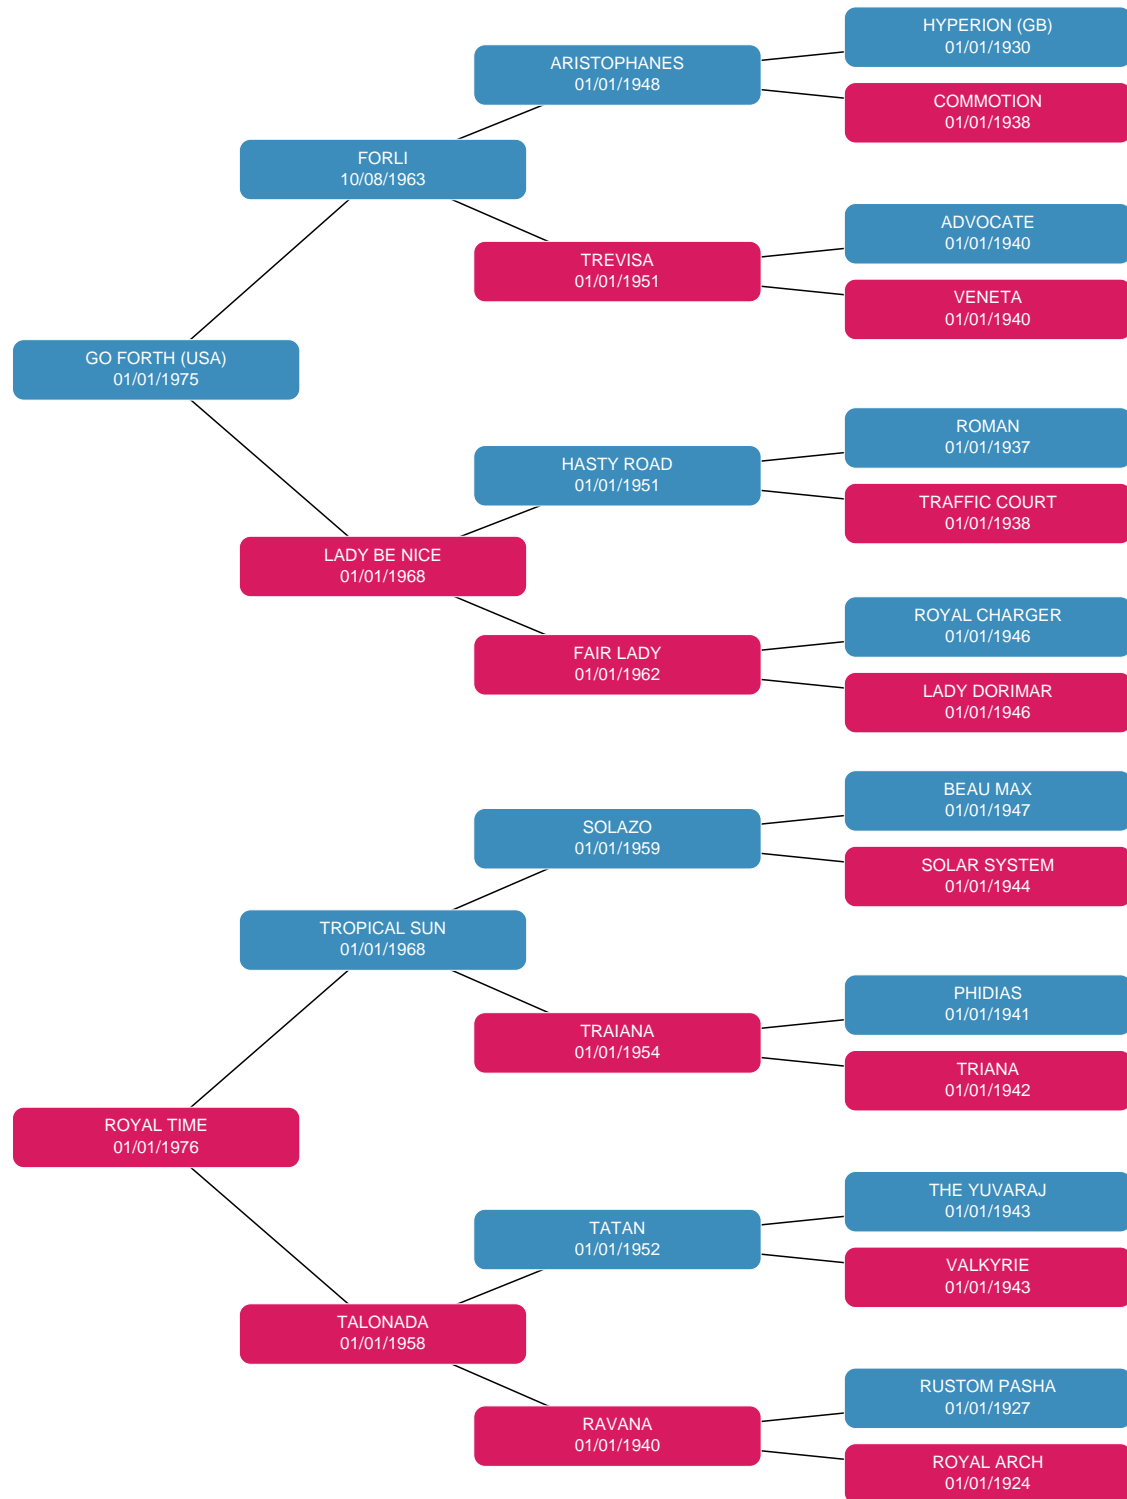 HYPERION (GB)
01/01/1930
ARISTOPHANES
01/01/1948
COMMOTION
01/01/1938
FORLI
10/08/1963
ADVOCATE
01/01/1940
TREVISA
01/01/1951
VENETA
01/01/1940
GO FORTH (USA)
01/01/1975
ROMAN
01/01/1937
HASTY ROAD
01/01/1951
TRAFFIC COURT
01/01/1938
LADY BE NICE
01/01/1968
ROYAL CHARGER
01/01/1946
FAIR LADY
01/01/1962
LADY DORIMAR
01/01/1946
BEAU MAX
01/01/1947
SOLAZO
01/01/1959
SOLAR SYSTEM
01/01/1944
TROPICAL SUN
01/01/1968
PHIDIAS
01/01/1941
TRAIANA
01/01/1954
TRIANA
01/01/1942
ROYAL TIME
01/01/1976
THE YUVARAJ
01/01/1943
TATAN
01/01/1952
VALKYRIE
01/01/1943
TALONADA
01/01/1958
RUSTOM PASHA
01/01/1927
RAVANA
01/01/1940
ROYAL ARCH
01/01/1924